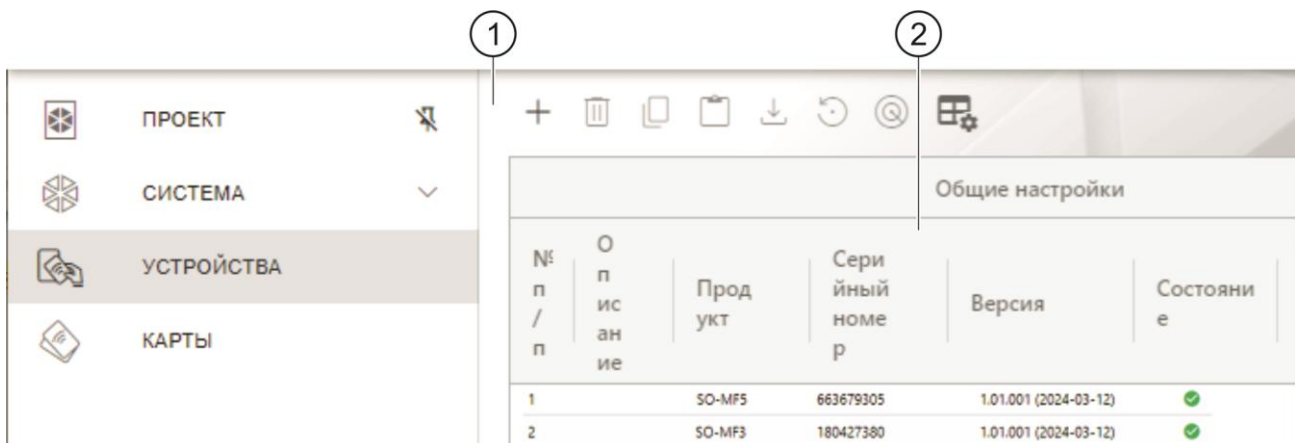 1
2
ПРОЕКТ
СИСТЕМА
УСТРОЙСТВА
КАРТЫ
Общие настройки
№
п
/
п
О
п
ис
ан
ие
Прод
укт
Сери
йный
номе
р
Версия
Состояни
е
1 SO-MF5 663679305 1.01.001 (2024-03-12)
2 SO-MF3 180427380 1.01.001 (2024-03-12)